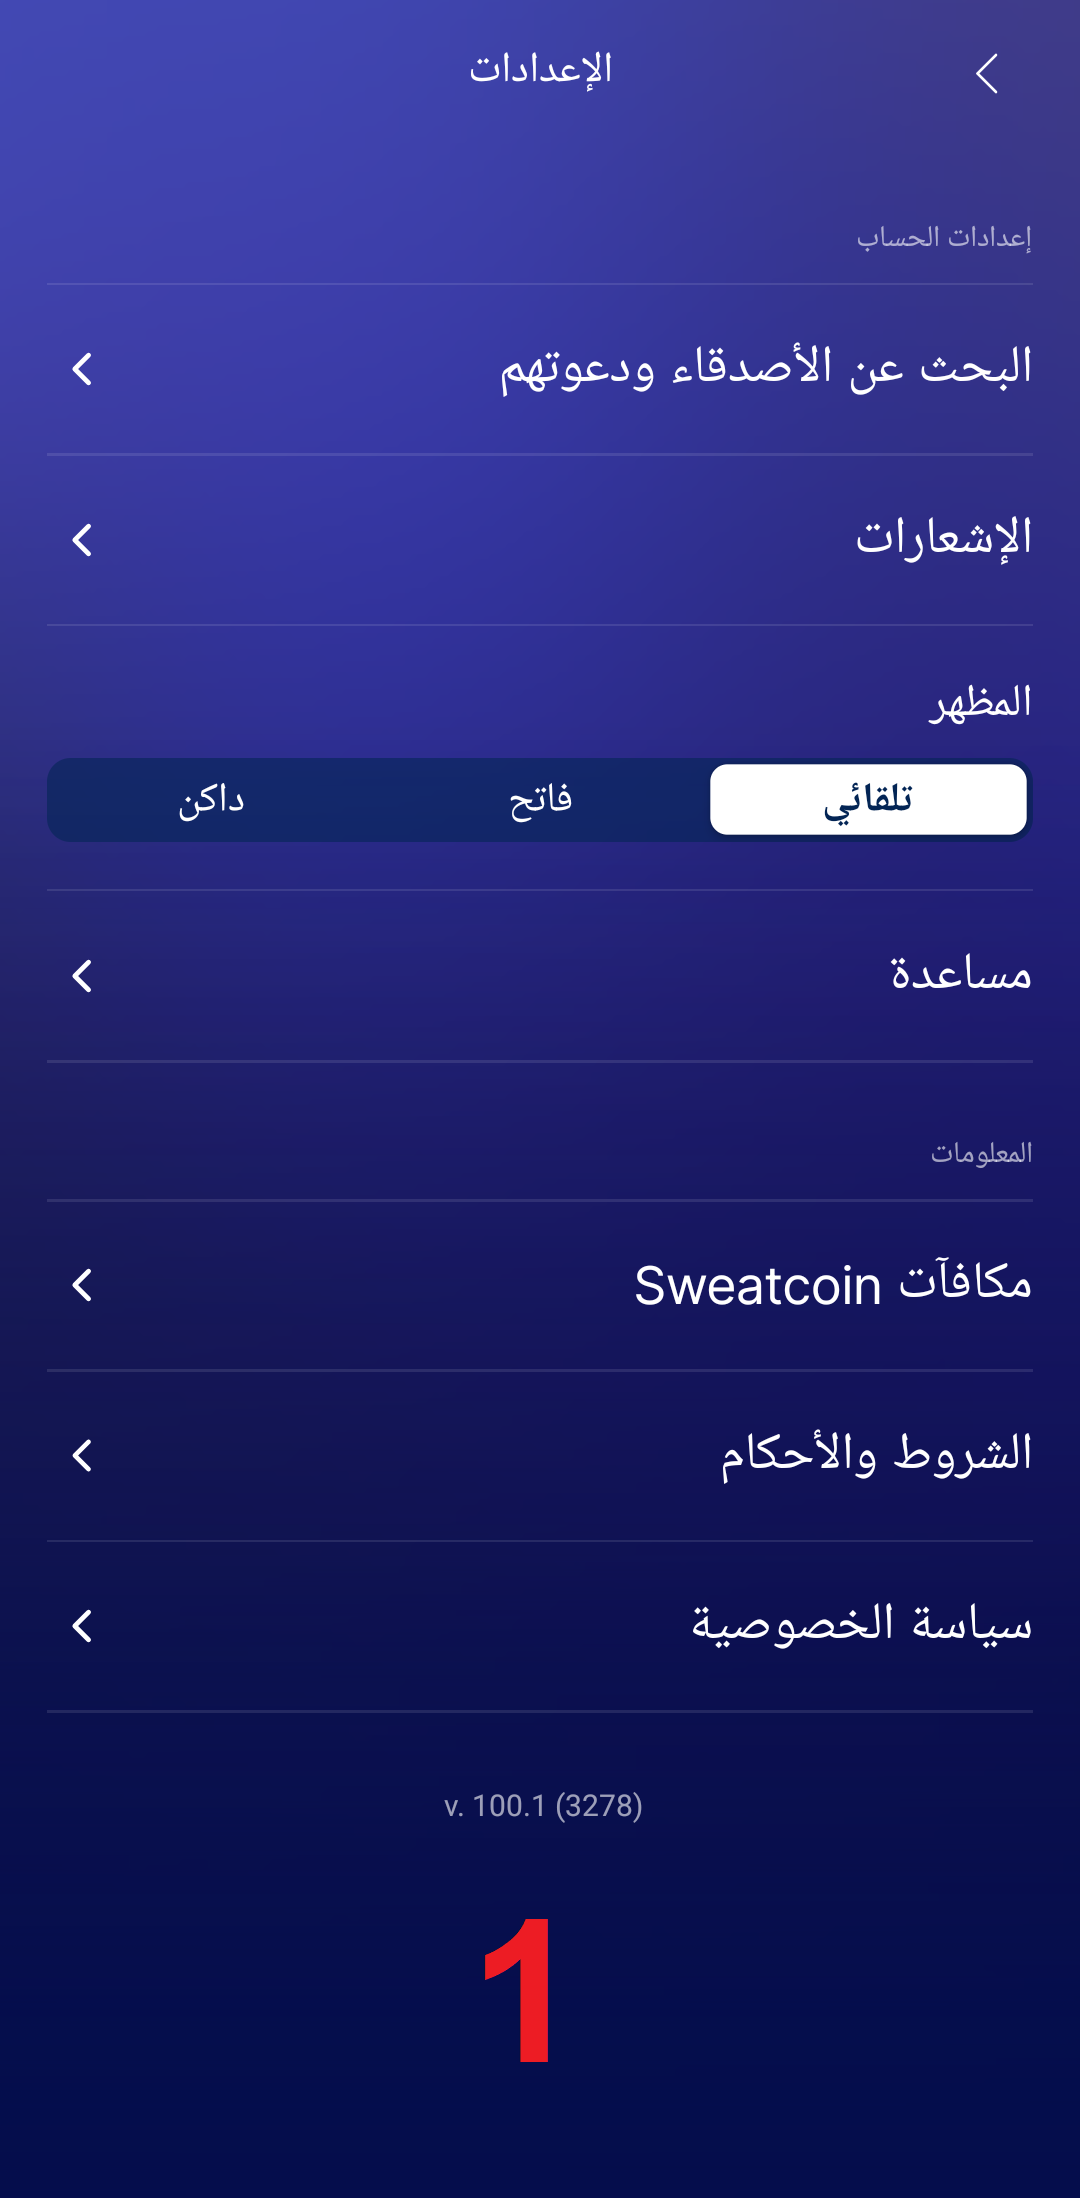 الإعدادات
إعدادات الحساب
البحث عن الأصدقاء ودعوتهم
الإشعارات
المظهر
تلقائي فاتح داكن
مساعدة
المعلومات
مكافآت Sweatcoin
الشروط والأحكام
سياسة الخصوصية
v. 100.1 (3278)
1